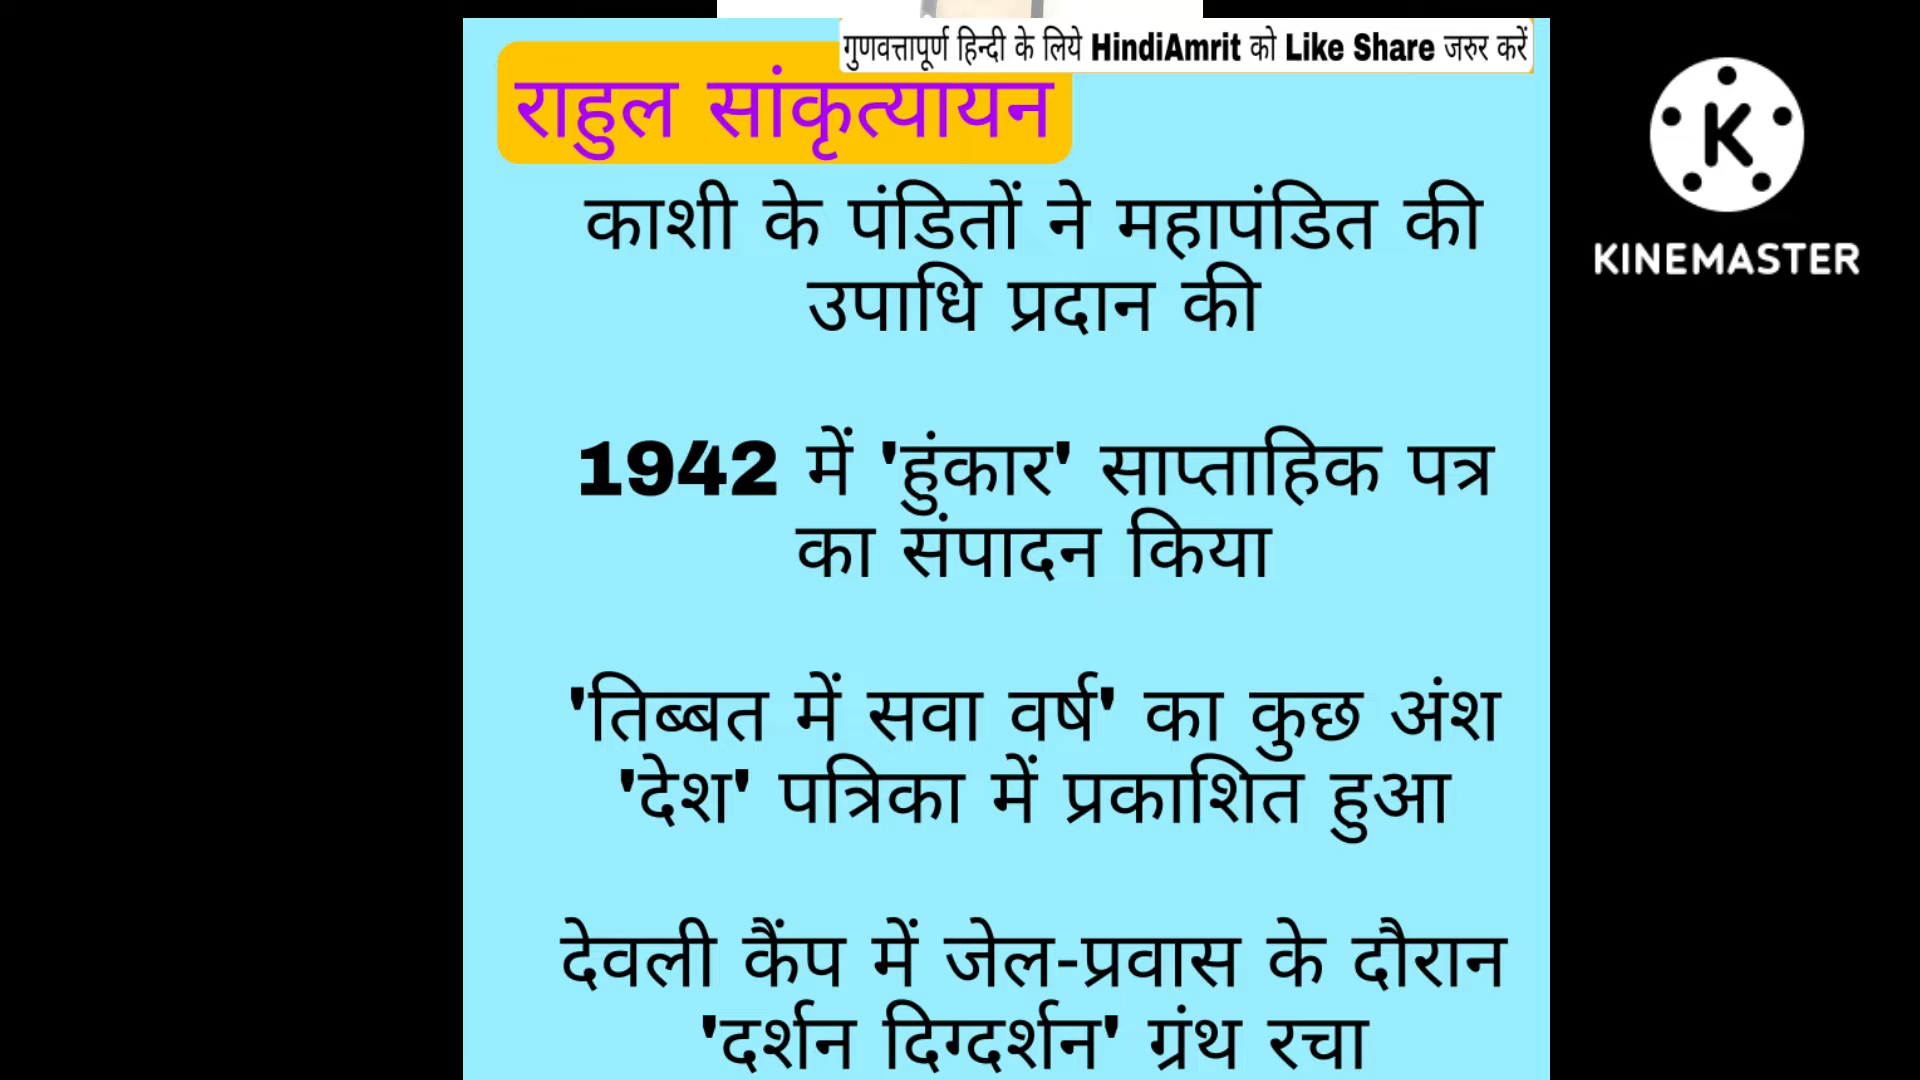 गुणवत्तापूर्ण हिन्दी के लिये HindiAmrit को Like Share जरुर करें
राहुल सांकृत्यायन
काशी के पंडितों ने महापंडित की
उपाधि प्रदान की
1942 में 'हुंकार' साप्ताहिक पत्र
का संपादन किया
'तिब्बत में सवा वर्ष' का कुछ अंश
'देश' पत्रिका में प्रकाशित हुआ
देवली कैंप में जेल-प्रवास के दौरान
'दर्शन दिग्दर्शन' ग्रंथ रचा
K
KINEMASTER